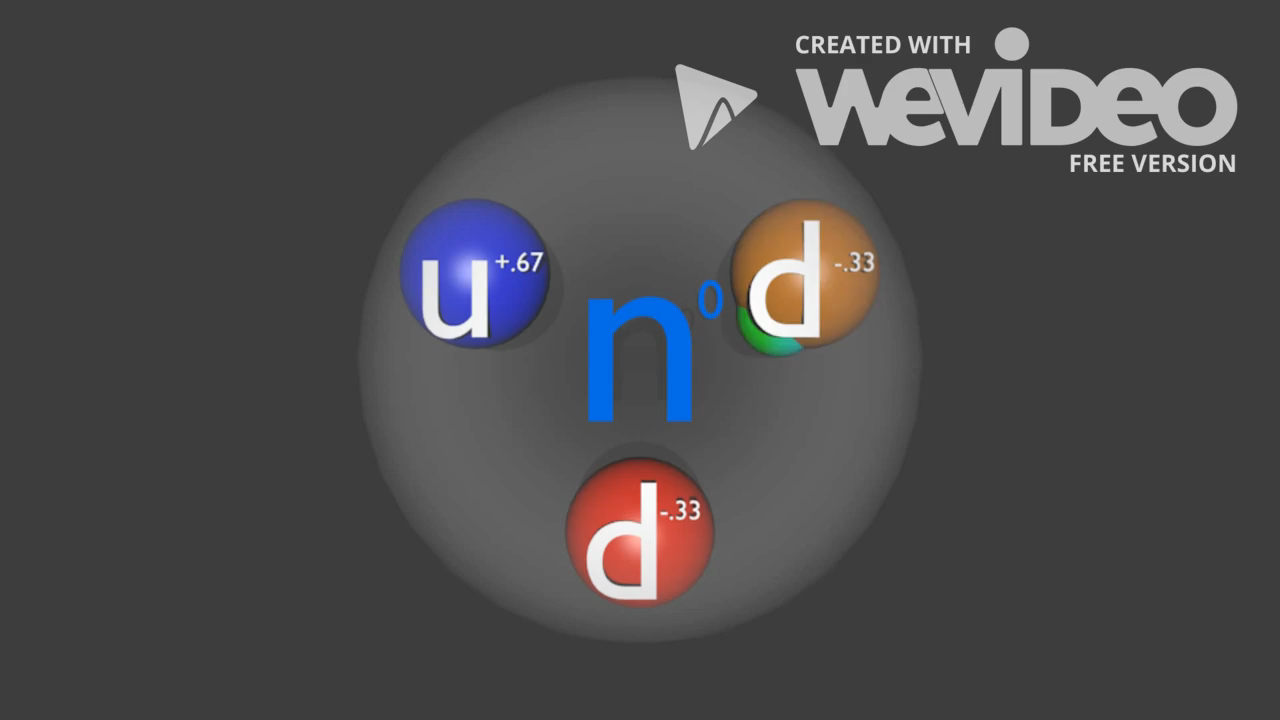 CREATED WITH
WEVIDEO
FREE VERSION
u+.67
d-.33
n0
d-.33